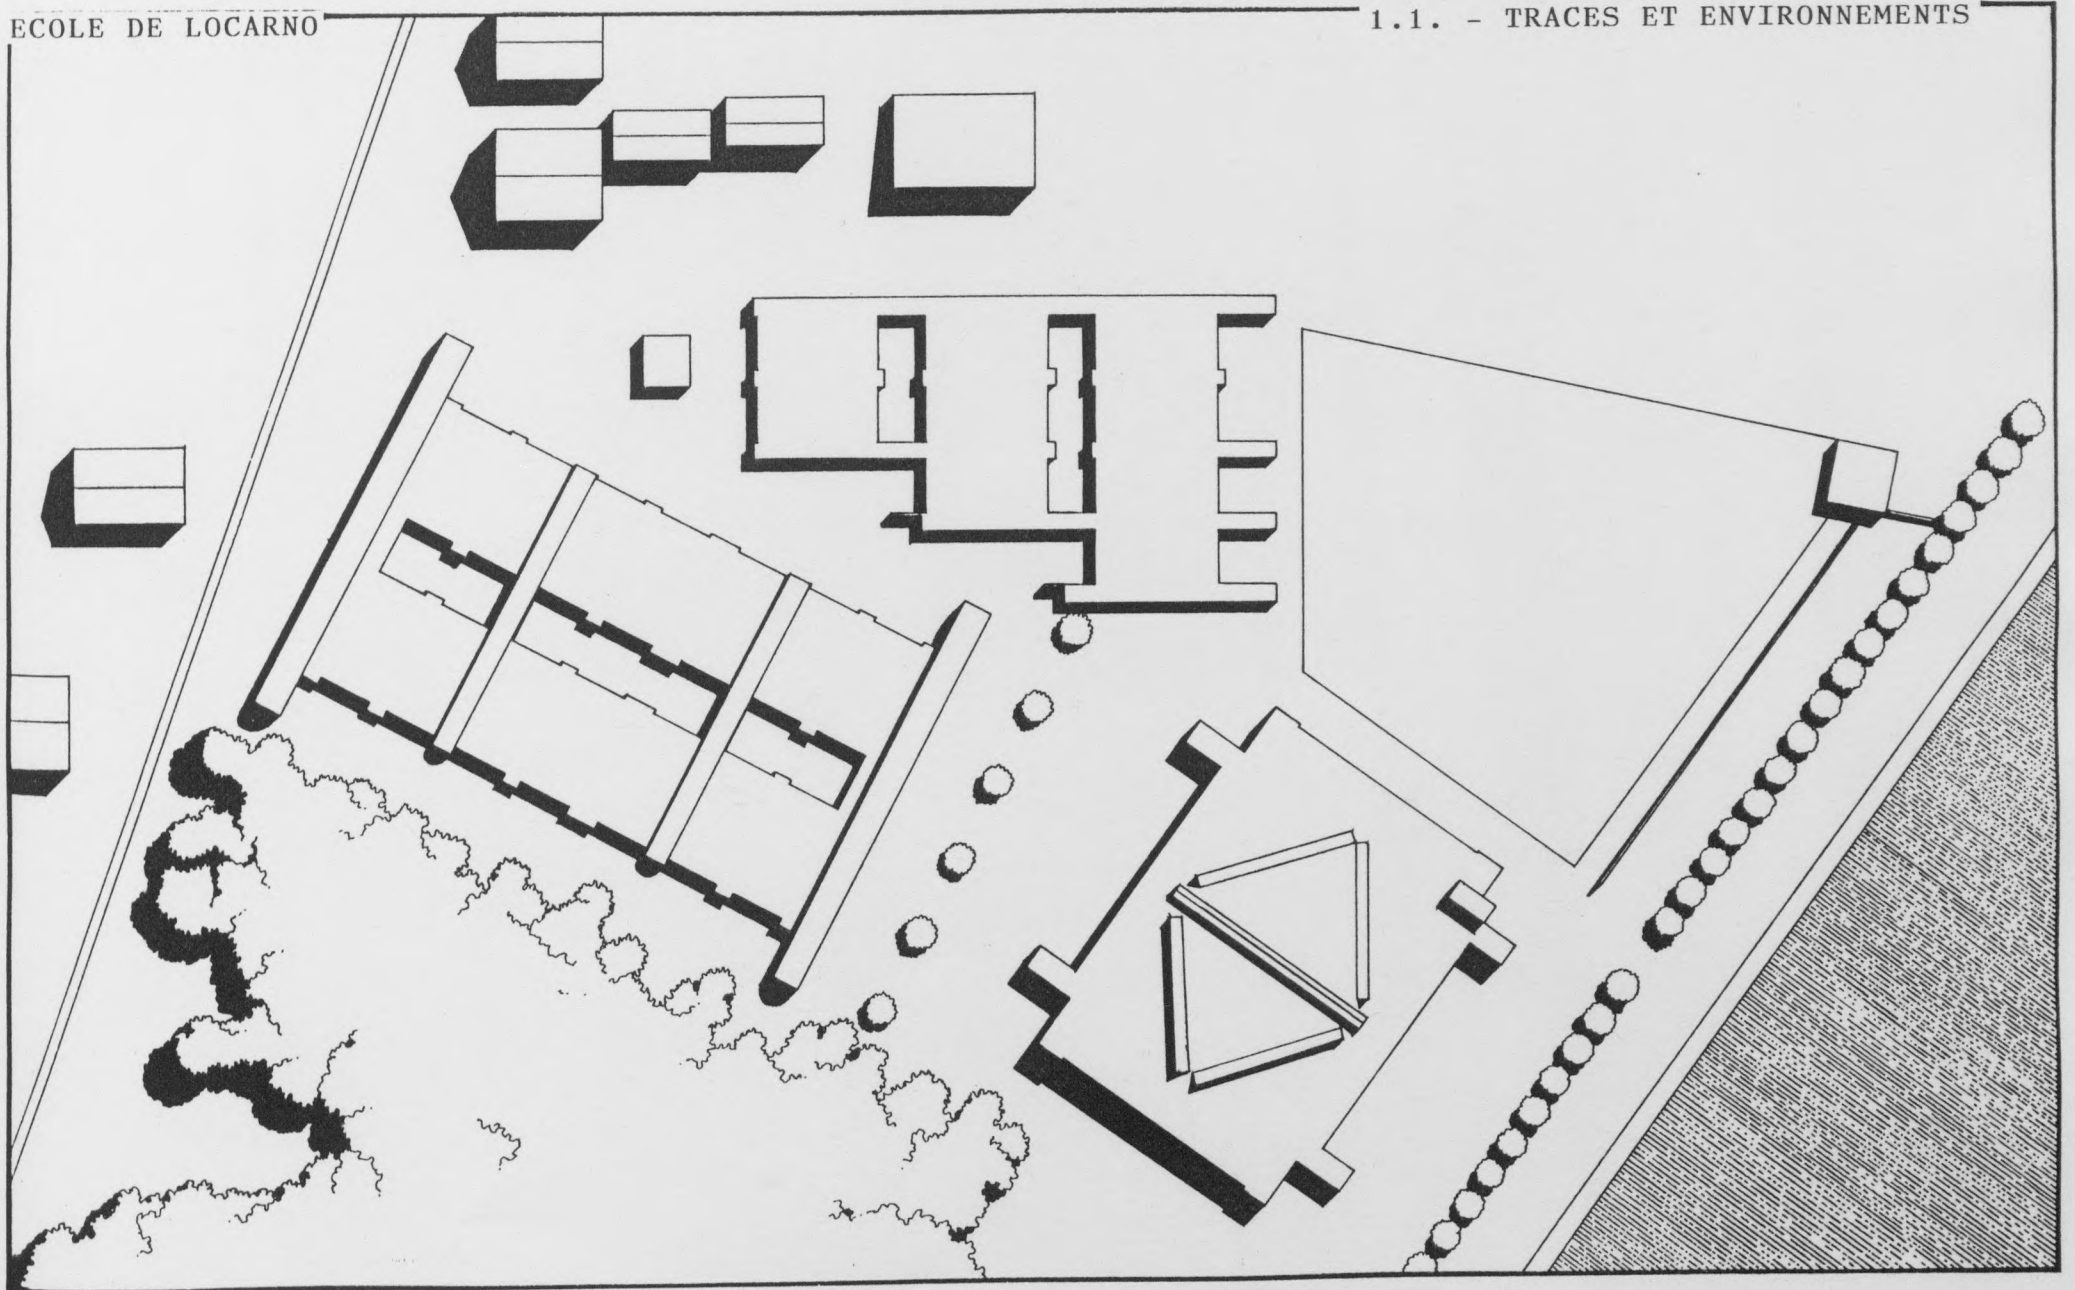 ECOLE DE LOCARNO
1.1. - TRACES ET ENVIRONNEMENTS